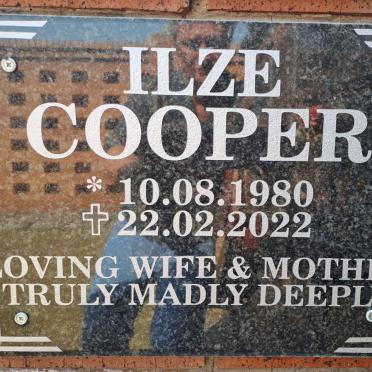 ILZE
COOPER
* 10.08.1980
✝ 22.02.2022
LOVING WIFE & MOTHE
TRULY MADLY DEEPL